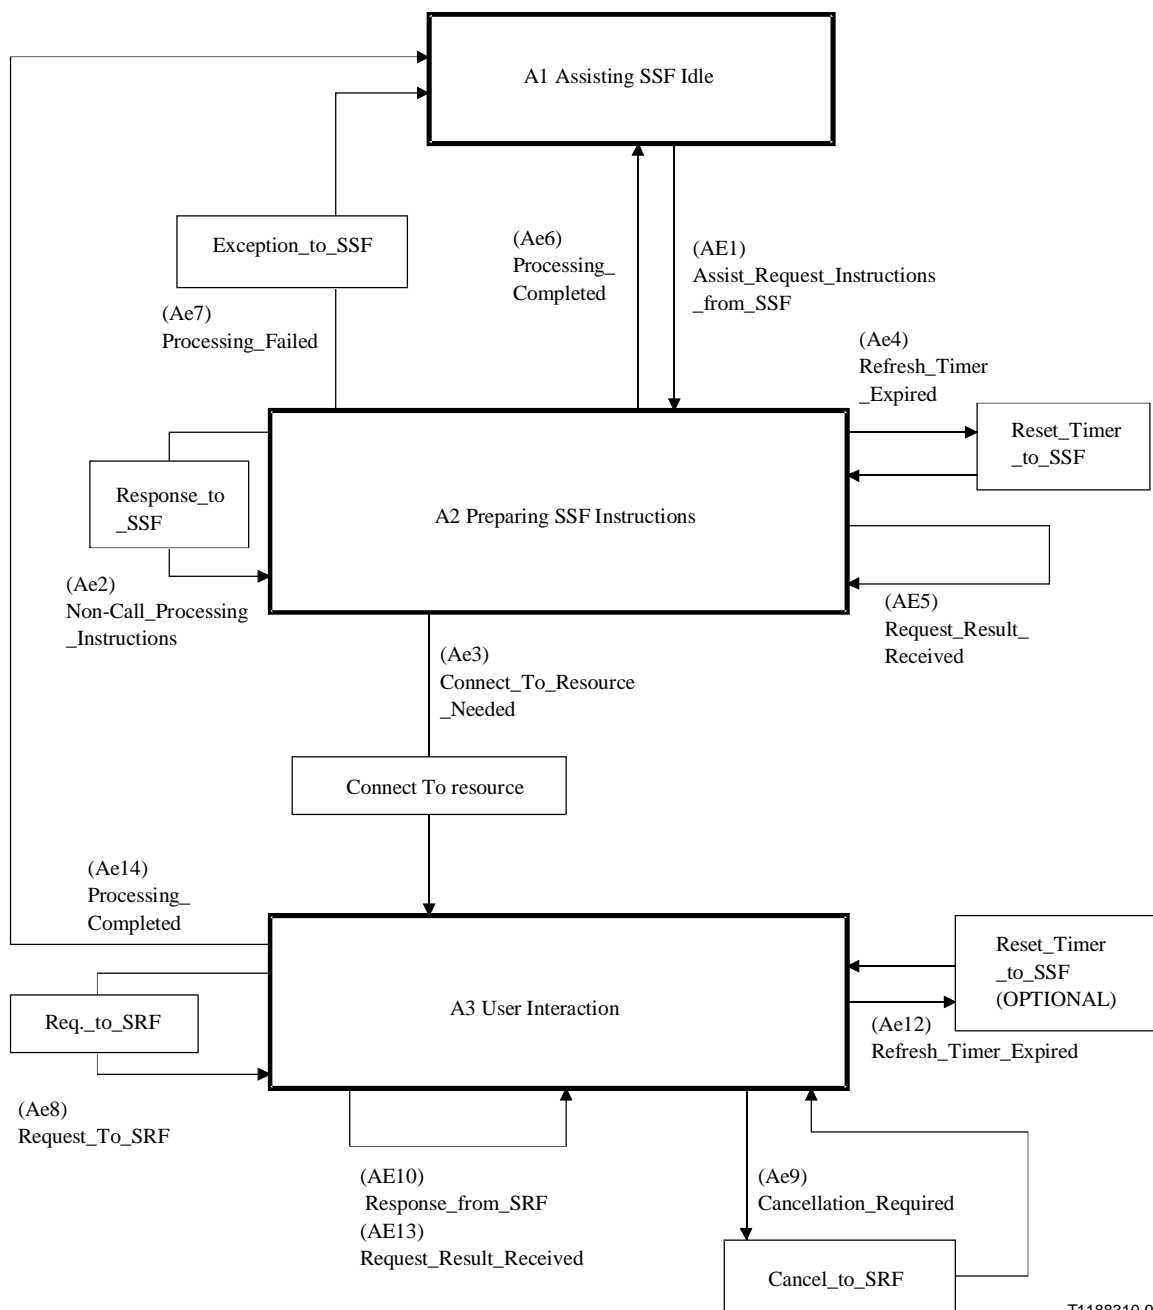 A1 Assisting SSF Idle
Exception_to_SSF
(Ae6)
Processing_
Completed
(AE1)
Assist_Request_Instructions
_from_SSF
(Ae7)
Processing_Failed
(Ae4)
Refresh_Timer
_Expired
Reset_Timer
_to_SSF
Response_to
_SSF
A2 Preparing SSF Instructions
(Ae2)
Non-Call_Processing
_Instructions
(AE5)
Request_Result_
Received
(Ae3)
Connect_To_Resource
_Needed
Connect To resource
(Ae14)
Processing_
Completed
Reset_Timer
_to_SSF
(OPTIONAL)
A3 User Interaction
Req._to_SRF
(Ae12)
Refresh_Timer_Expired
(Ae8)
Request_To_SRF
(AE10)
Response_from_SRF
(AE13)
Request_Result_Received
(Ae9)
Cancellation_Required
Cancel_to_SRF